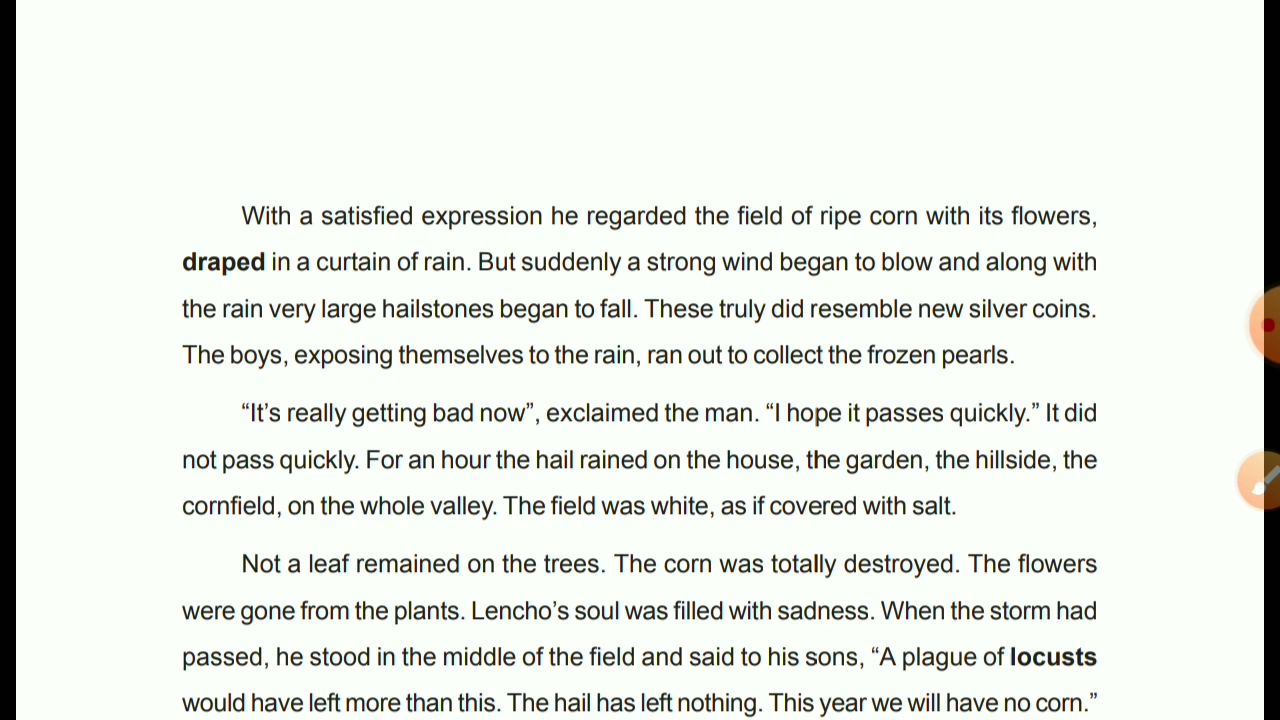 With a satisfied expression he regarded the field of ripe corn with its flowers,
draped in a curtain of rain. But suddenly a strong wind began to blow and along with
the rain very large hailstones began to fall. These truly did resemble new silver coins.
The boys, exposing themselves to the rain, ran out to collect the frozen pearls.
“It’s really getting bad now”, exclaimed the man. “I hope it passes quickly.” It did
not pass quickly. For an hour the hail rained on the house, the garden, the hillside, the
cornfield, on the whole valley. The field was white, as if covered with salt.
Not a leaf remained on the trees. The corn was totally destroyed. The flowers
were gone from the plants. Lencho’s soul was filled with sadness. When the storm had
passed, he stood in the middle of the field and said to his sons, “A plague of locusts
would have left more than this. The hail has left nothing. This year we will have no corn.”